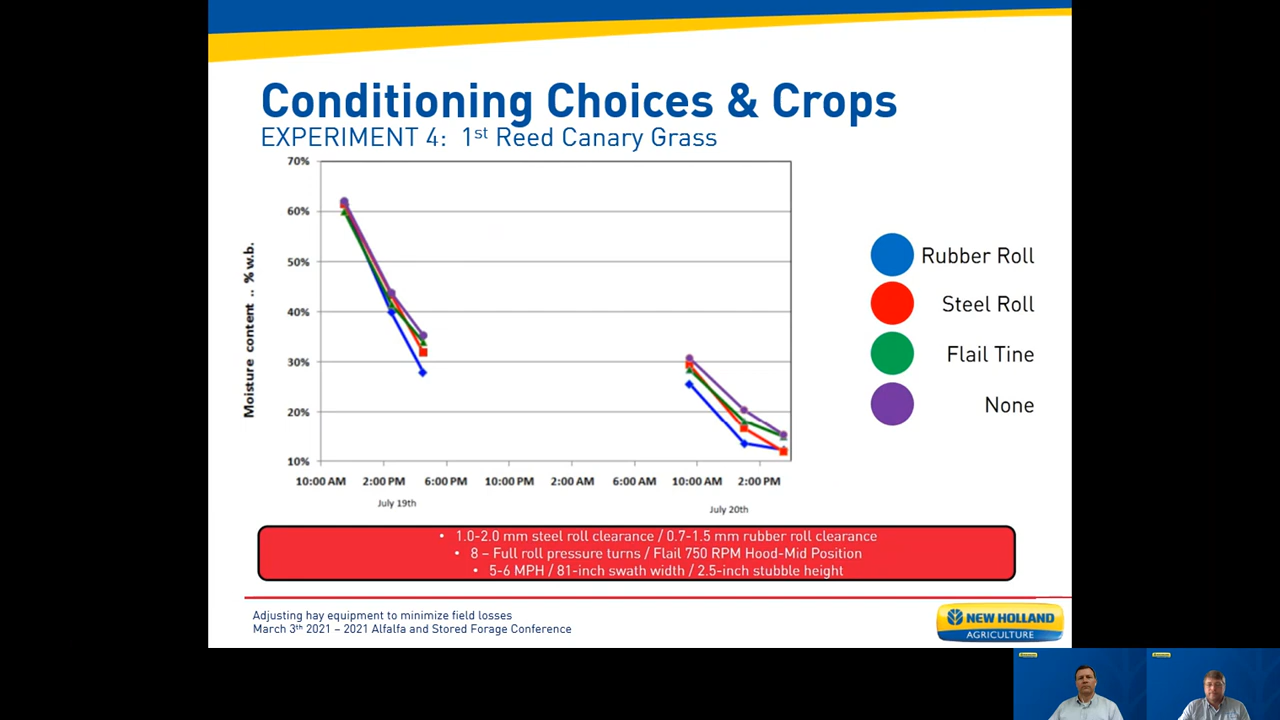 Conditioning Choices & Crops
EXPERIMENT 4: 1st Reed Canary Grass
Moisture content .. % w.b.
70%
60%
50%
40%
30%
20%
10%
10:00 AM 2:00 PM 6:00 PM 10:00 PM 2:00 AM 6:00 AM 10:00 AM 2:00 PM
July 19th
July 20th
Rubber Roll
Steel Roll
Flail Tine
None
• 1.0-2.0 mm steel roll clearance / 0.7-1.5 mm rubber roll clearance
• 8 – Full roll pressure turns / Flail 750 RPM Hood-Mid Position
• 5-6 MPH / 81-inch swath width / 2.5-inch stubble height
Adjusting hay equipment to minimize field losses
March 3th 2021 – 2021 Alfalfa and Stored Forage Conference
NEW HOLLAND
AGRICULTURE